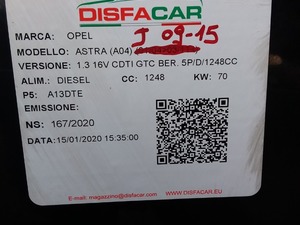 DISFACAR
MARCA: OPEL
J 09-15
MODELLO: ASTRA (A04)
VERSIONE: 1.3 16V CDTI GTC BER. 5P/D/1248CC
ALIM.: DIESEL CC: 1248 KW: 70
P5: A13DTE
EMISSIONE:
NS: 167/2020
DATA: 15/01/2020 15:35:00
E-mail: magazzino@disfacar.eu WWW.DISFACAR.EU